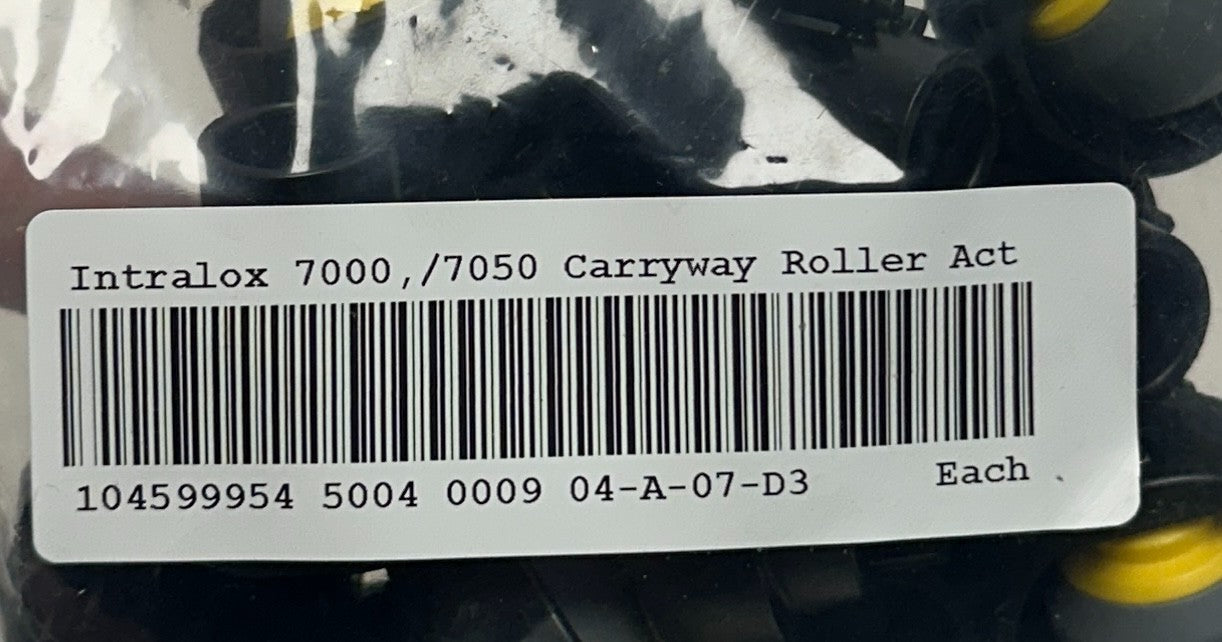 Intralox 7000,/7050 Carryway Roller Act
104599954 5004 0009 04-A-07-D3 Each